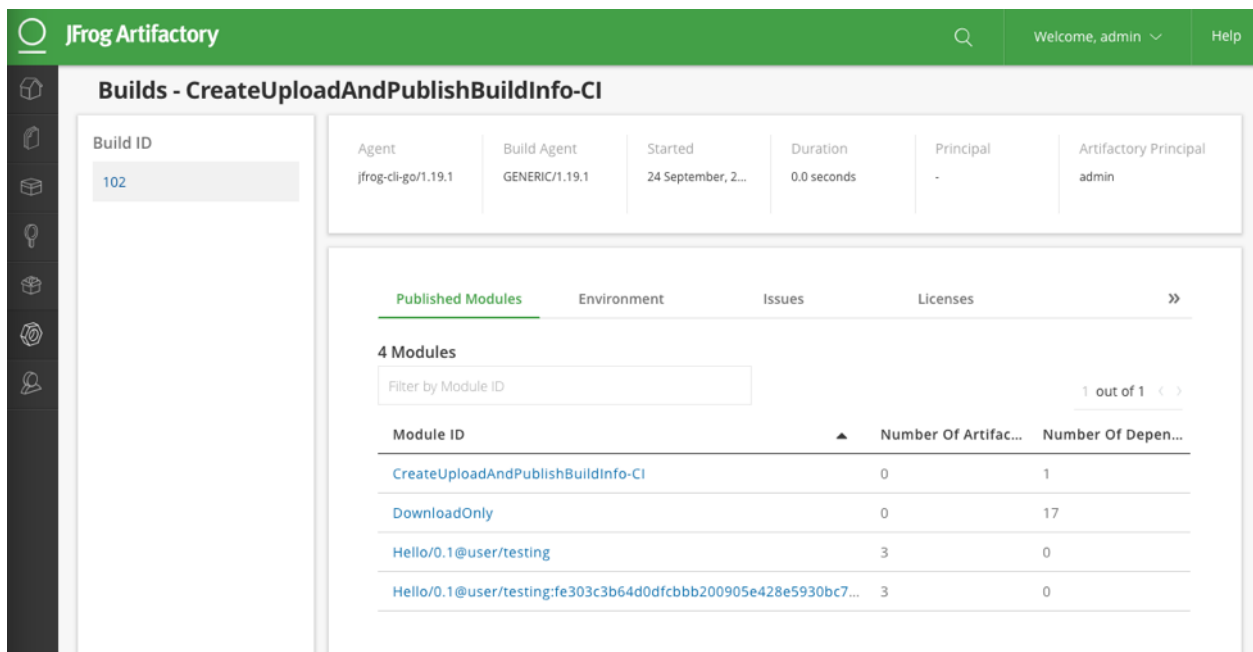 JFrog Artifactory
Welcome, admin
Help
Builds - CreateUploadAndPublishBuildInfo-CI
Build ID
102
Agent Build Agent Started Duration Principal Artifactory Principal
jfrog-cli-go/1.19.1 GENERIC/1.19.1 24 September, 2... 0.0 seconds - admin
Published Modules Environment Issues Licenses »
4 Modules
Filter by Module ID
1 out of 1 < >
Module ID Number Of Artifac... Number Of Depen...
CreateUploadAndPublishBuildInfo-CI 0 1
DownloadOnly 0 17
Hello/0.1@user/testing 3 0
Hello/0.1@user/testing:fe303c3b64d0dfcbbb200905e428e5930bc7... 3 0